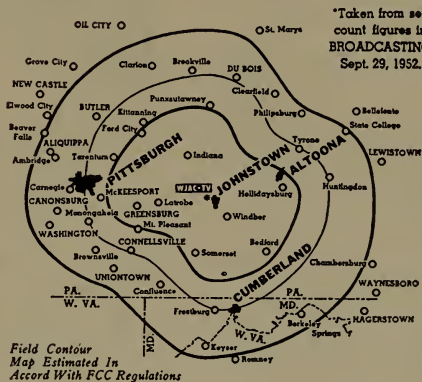 OIL CITY
St. Marys
*Taken from se
count figures in
BROADCASTING
Sept. 29, 1952.
Grove City
Clarion
Brookville
DU BOIS
NEW CASTLE
Clearfield
Elwood City
BUTLER
Punxsutawney
Philipsburg
Bellefonte
Beaver
Falls
Kittanning
State College
Ford City
ALIQUIPPA
Tyrone
Ambridge
Tarentum
PITTSBURGH
Indiana
JOHNSTOWN
ALTOONA
LEWISTOWN
Carnegie
McKEESPORT
WJAC-TV
Hollidaysburg
Huntingdon
CANONSBURG
Latrobe
GREENSBURG
Monongahela
Mt. Pleasant
Windber
WASHINGTON
CONNELLSVILLE
Somerset
Bedford
Brownsville
UNIONTOWN
Chambersburg
Confluence
CUMBERLAND
WAYNESBORO
PA.
W. VA.
PA.
MD.
Frostburg
Berkeley
Springs
HAGERSTOWN
MD.
W. VA.
Keyser
Romney
Field Contour
Map Estimated In
Accord With FCC Regulations